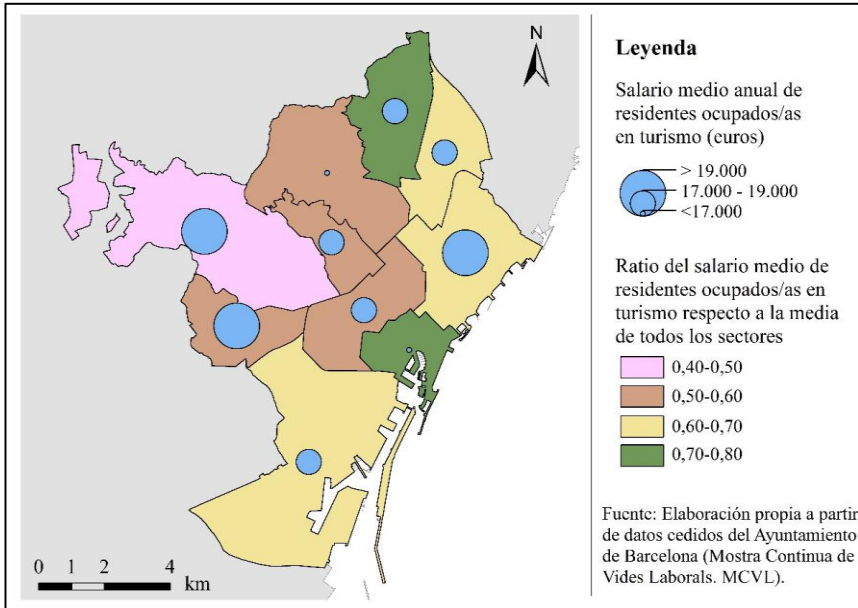 N
Leyenda
Salario medio anual de
residentes ocupados/as
en turismo (euros)
> 19.000
17.000 - 19.000
<17.000
Ratio del salario medio de
residentes ocupados/as en
turismo respecto a la media
de todos los sectores
0,40-0,50
0,50-0,60
0,60-0,70
0,70-0,80
Fuente: Elaboración propia a partir
de datos cedidos del Ayuntamiento
de Barcelona (Mostra Continua de
Vides Laborals. MCVL).
0 1 2 4
km